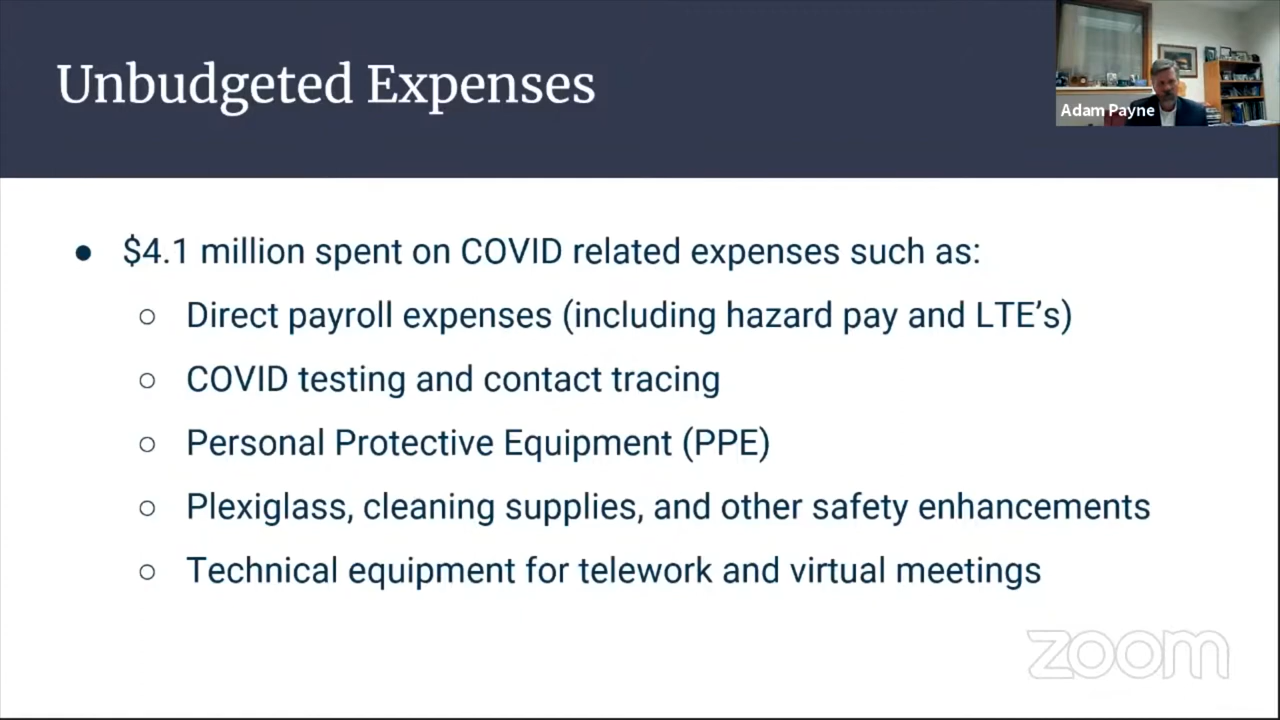 Unbudgeted Expenses
Adam Payne
● $4.1 million spent on COVID related expenses such as:
○ Direct payroll expenses (including hazard pay and LTE’s)
○ COVID testing and contact tracing
○ Personal Protective Equipment (PPE)
○ Plexiglass, cleaning supplies, and other safety enhancements
○ Technical equipment for telework and virtual meetings
zoom